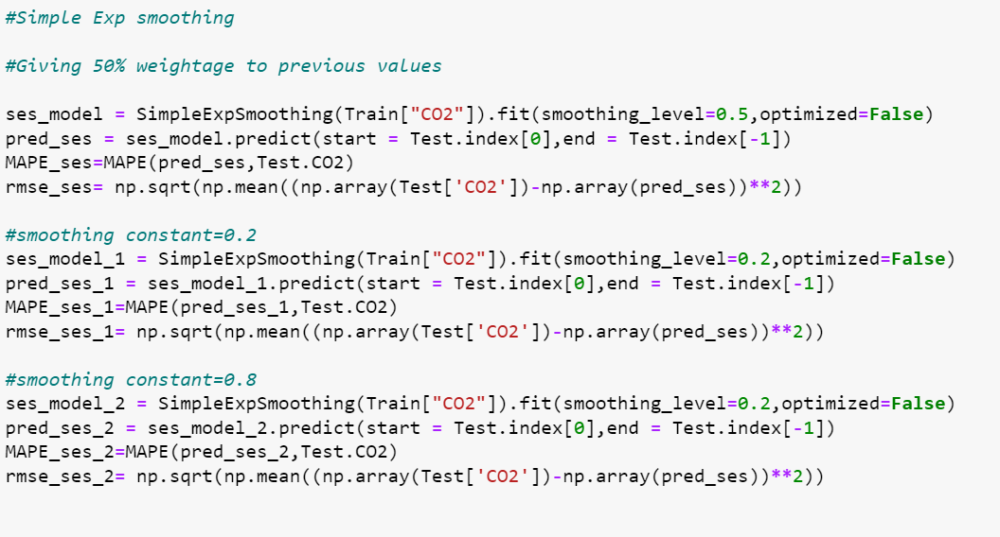 #Simple Exp smoothing
#Giving 50% weightage to previous values
ses_model = SimpleExpSmoothing(Train["CO2"]).fit(smoothing_level=0.5,optimized=False)
pred_ses = ses_model.predict(start = Test.index[0],end = Test.index[-1])
MAPE_ses=MAPE(pred_ses,Test.CO2)
rmse_ses= np.sqrt(np.mean((np.array(Test['CO2'])-np.array(pred_ses))**2))
#smoothing constant=0.2
ses_model_1 = SimpleExpSmoothing(Train["CO2"]).fit(smoothing_level=0.2,optimized=False)
pred_ses_1 = ses_model_1.predict(start = Test.index[0],end = Test.index[-1])
MAPE_ses_1=MAPE(pred_ses_1,Test.CO2)
rmse_ses_1= np.sqrt(np.mean((np.array(Test['CO2'])-np.array(pred_ses))**2))
#smoothing constant=0.8
ses_model_2 = SimpleExpSmoothing(Train["CO2"]).fit(smoothing_level=0.2,optimized=False)
pred_ses_2 = ses_model_2.predict(start = Test.index[0],end = Test.index[-1])
MAPE_ses_2=MAPE(pred_ses_2,Test.CO2)
rmse_ses_2= np.sqrt(np.mean((np.array(Test['CO2'])-np.array(pred_ses))**2))